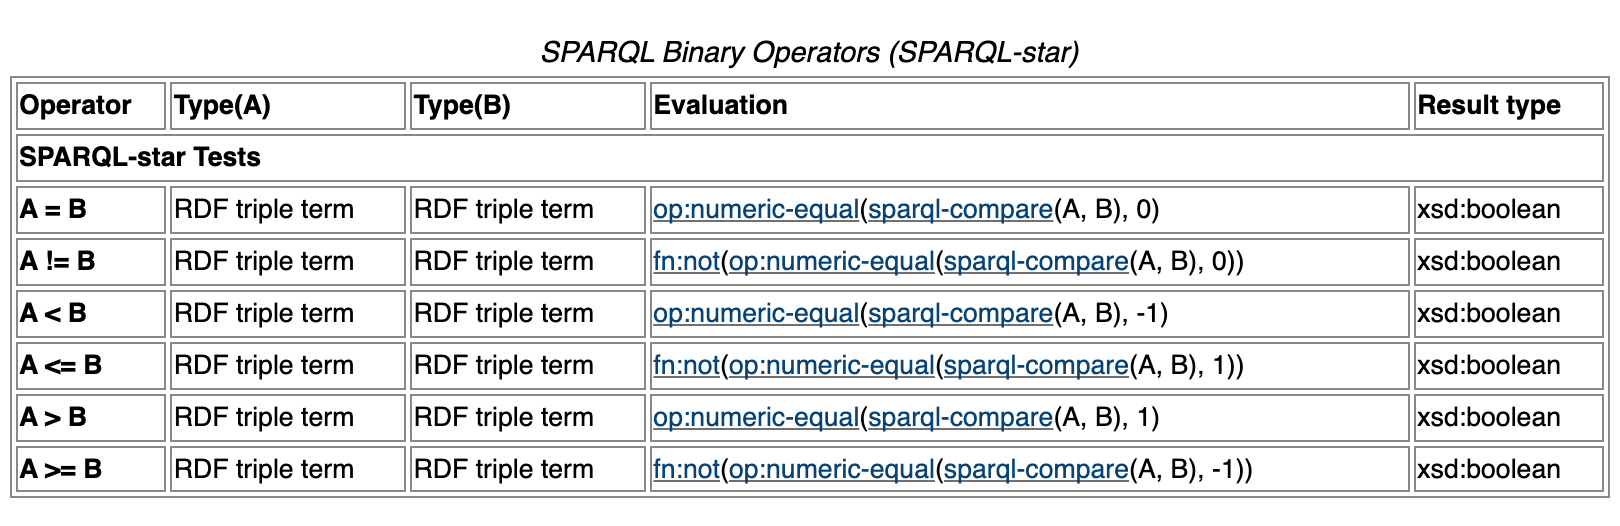 SPARQL Binary Operators (SPARQL-star)
Operator Type(A) Type(B) Evaluation Result type
SPARQL-star Tests
A = B RDF triple term RDF triple term op:numeric-equal(sparql-compare(A, B), 0) xsd:boolean
A != B RDF triple term RDF triple term fn:not(op:numeric-equal(sparql-compare(A, B), 0)) xsd:boolean
A < B RDF triple term RDF triple term op:numeric-equal(sparql-compare(A, B), -1) xsd:boolean
A <= B RDF triple term RDF triple term fn:not(op:numeric-equal(sparql-compare(A, B), 1)) xsd:boolean
A > B RDF triple term RDF triple term op:numeric-equal(sparql-compare(A, B), 1) xsd:boolean
A >= B RDF triple term RDF triple term fn:not(op:numeric-equal(sparql-compare(A, B), -1)) xsd:boolean